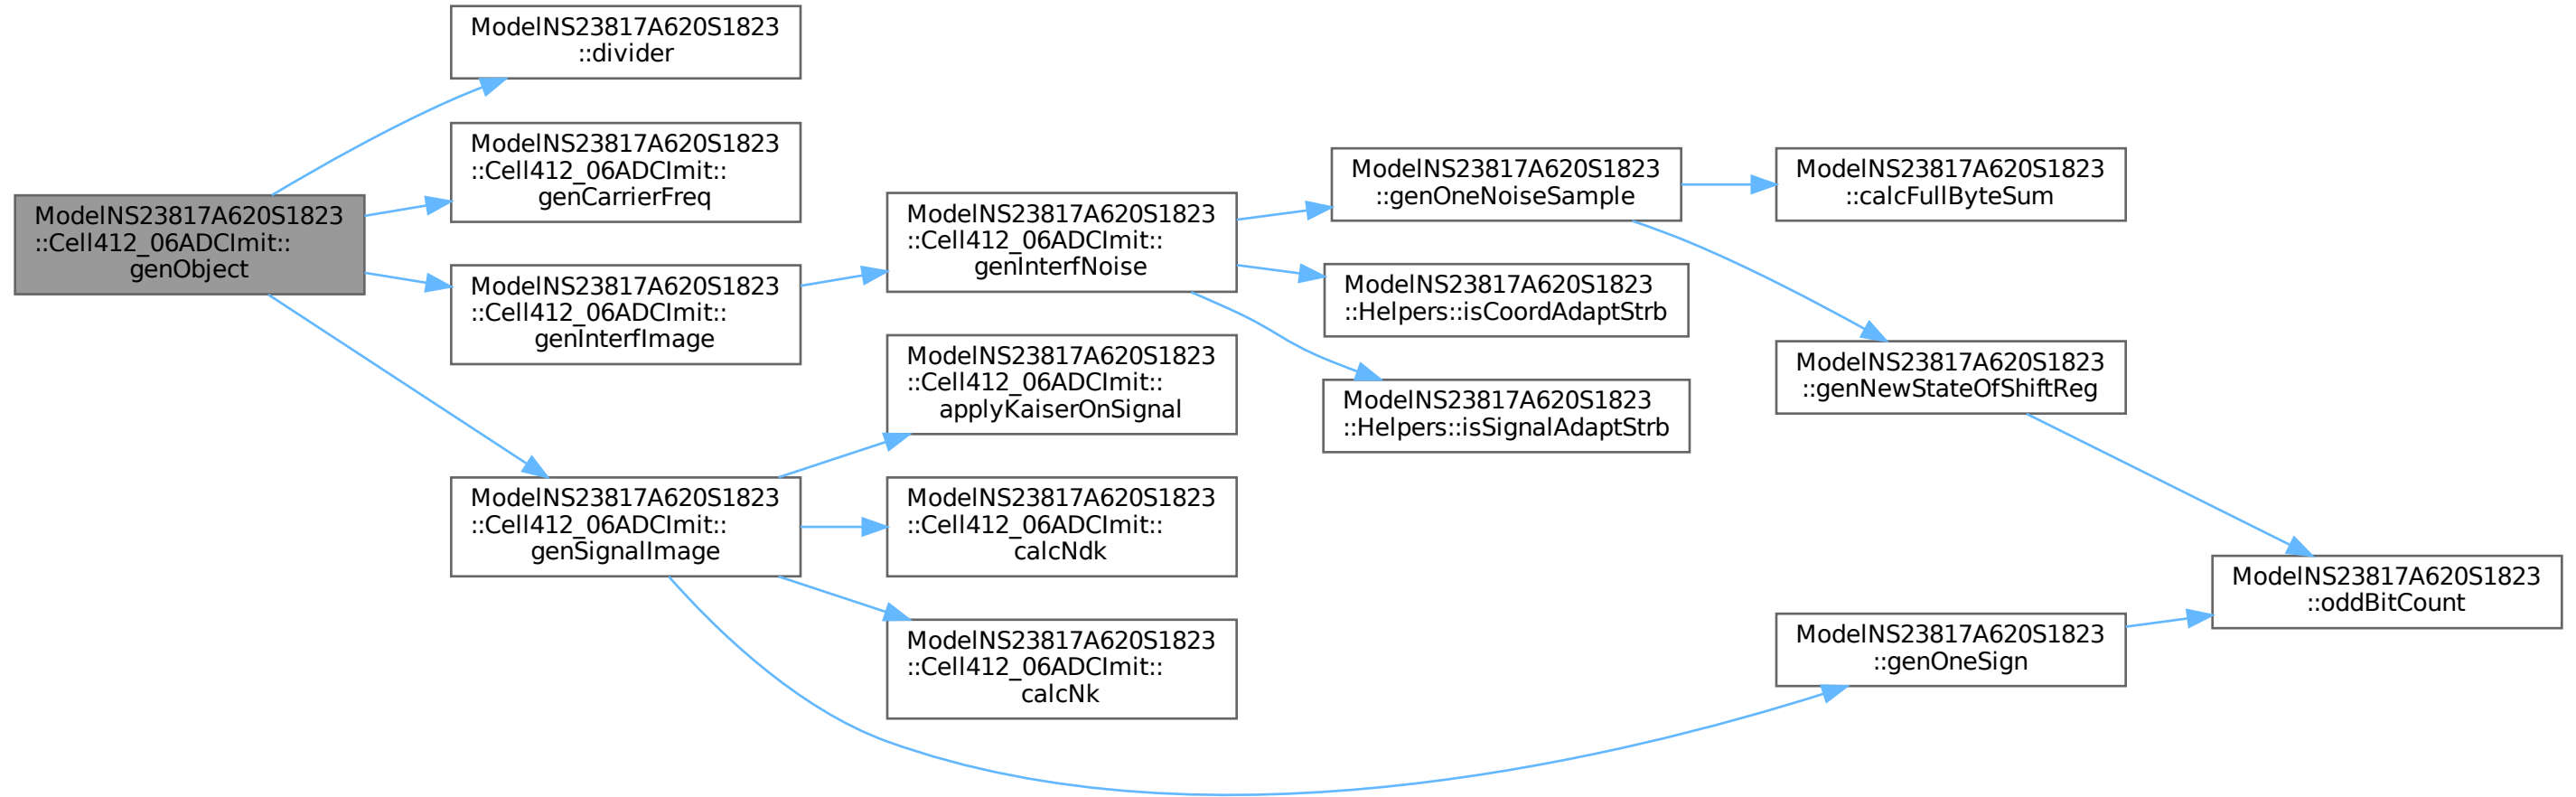 ModelNS23817A620S1823
::Cell412_06ADCImit::
genObject
ModelNS23817A620S1823
::divider
ModelNS23817A620S1823
::Cell412_06ADCImit::
genCarrierFreq
ModelNS23817A620S1823
::Cell412_06ADCImit::
genInterfImage
ModelNS23817A620S1823
::Cell412_06ADCImit::
genSignalImage
ModelNS23817A620S1823
::Cell412_06ADCImit::
genInterfNoise
ModelNS23817A620S1823
::Cell412_06ADCImit::
applyKaiserOnSignal
ModelNS23817A620S1823
::Cell412_06ADCImit::
calcNdk
ModelNS23817A620S1823
::Cell412_06ADCImit::
calcNk
ModelNS23817A620S1823
::genOneNoiseSample
ModelNS23817A620S1823
::Helpers::isCoordAdaptStrb
ModelNS23817A620S1823
::Helpers::isSignalAdaptStrb
ModelNS23817A620S1823
::calcFullByteSum
ModelNS23817A620S1823
::genNewStateOfShiftReg
ModelNS23817A620S1823
::genOneSign
ModelNS23817A620S1823
::oddBitCount